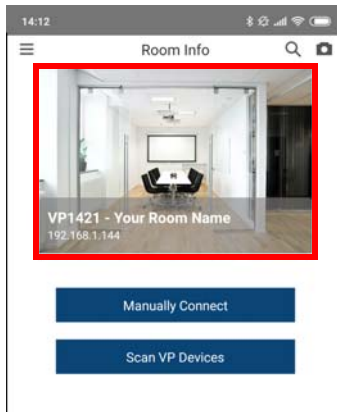 14:12
Room Info
VP1421 - Your Room Name
192.168.1.144
Manually Connect
Scan VP Devices